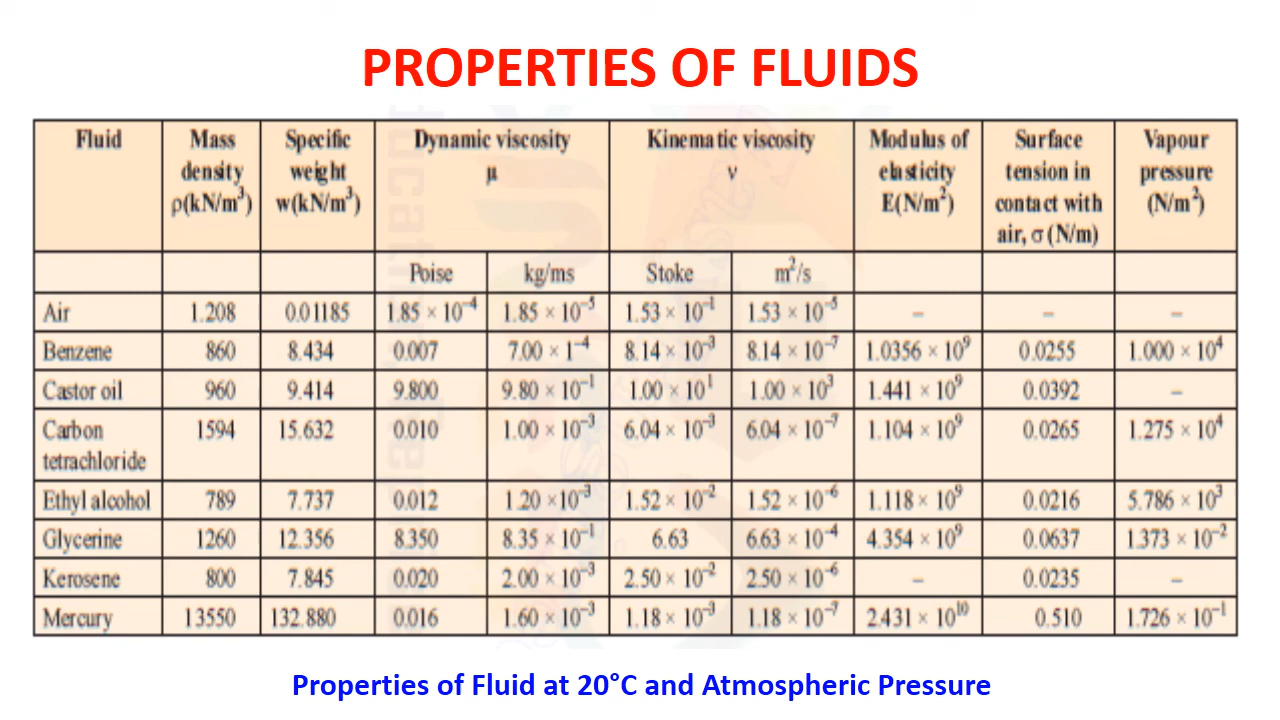 PROPERTIES OF FLUIDS
Fluid | Mass density ρ(kN/m³) | Specific weight w(kN/m³) | Dynamic viscosity μ | Kinematic viscosity ν | Modulus of elasticity E(N/m²) | Surface tension in contact with air, σ (N/m) | Vapour pressure (N/m²)
Poise | kg/ms | Stoke | m²/s
Air | 1.208 | 0.01185 | 1.85 × 10⁻⁴ | 1.85 × 10⁻⁵ | 1.53 × 10⁻¹ | 1.53 × 10⁻⁵ | – | – | –
Benzene | 860 | 8.434 | 0.007 | 7.00 × 1⁻⁴ | 8.14 × 10⁻³ | 8.14 × 10⁻⁷ | 1.0356 × 10⁹ | 0.0255 | 1.000 × 10⁴
Castor oil | 960 | 9.414 | 9.800 | 9.80 × 10⁻¹ | 1.00 × 10¹ | 1.00 × 10³ | 1.441 × 10⁹ | 0.0392 | –
Carbon tetrachloride | 1594 | 15.632 | 0.010 | 1.00 × 10⁻³ | 6.04 × 10⁻³ | 6.04 × 10⁻⁷ | 1.104 × 10⁹ | 0.0265 | 1.275 × 10⁴
Ethyl alcohol | 789 | 7.737 | 0.012 | 1.20 ×10⁻³ | 1.52 × 10⁻² | 1.52 × 10⁻⁶ | 1.118 × 10⁹ | 0.0216 | 5.786 × 10³
Glycerine | 1260 | 12.356 | 8.350 | 8.35 × 10⁻¹ | 6.63 | 6.63 × 10⁻⁴ | 4.354 × 10⁹ | 0.0637 | 1.373 × 10⁻²
Kerosene | 800 | 7.845 | 0.020 | 2.00 × 10⁻³ | 2.50 × 10⁻² | 2.50 × 10⁻⁶ | – | 0.0235 | –
Mercury | 13550 | 132.880 | 0.016 | 1.60 × 10⁻³ | 1.18 × 10⁻³ | 1.18 × 10⁻⁷ | 2.431 × 10¹⁰ | 0.510 | 1.726 × 10⁻¹
Properties of Fluid at 20°C and Atmospheric Pressure